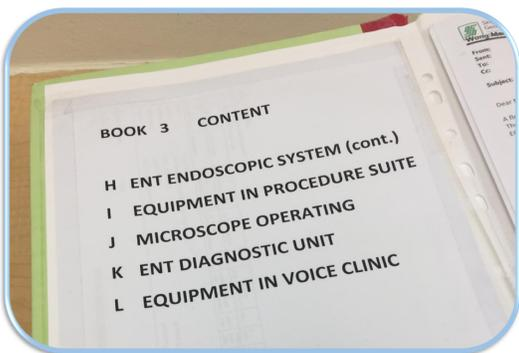 BOOK 3 CONTENT
H ENT ENDOSCOPIC SYSTEM (cont.)
I EQUIPMENT IN PROCEDURE SUITE
J MICROSCOPE OPERATING
K ENT DIAGNOSTIC UNIT
L EQUIPMENT IN VOICE CLINIC
From:
Sent:
To:
Cc:
Subject:
Dear